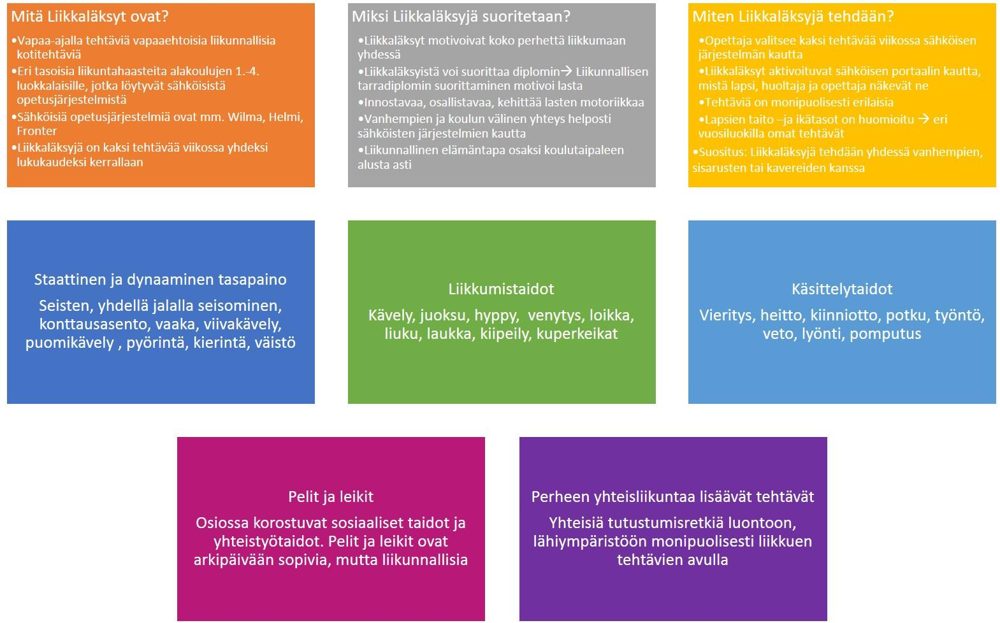 Mitä Liikkaläksyt ovat?
•Vapaa-ajalla tehtäviä vapaaehtoisia liikunnallisia
kotitehtäviä
•Eri tasoisia liikuntahaasteita alakoulujen 1.-4.
luokkalaisille, jotka löytyvät sähköisistä
opetusjärjestelmistä
•Sähköisiä opetusjärjestelmiä ovat mm. Wilma, Helmi,
Fronter
•Liikkaläksyjä on kaksi tehtävää viikossa yhdeksi
lukukaudeksi kerrallaan
Miksi Liikkaläksyjä suoritetaan?
•Liikkaläksyt motivoivat koko perhettä liikkumaan
yhdessä
•Liikkaläksyistä voi suorittaa diplomin→ Liikunnallisen
tarradiplomin suorittaminen motivoi lasta
•Innostavaa, osallistavaa, kehittää lasten motoriikkaa
•Vanhempien ja koulun välinen yhteys helposti
sähköisten järjestelmien kautta
•Liikunnallinen elämäntapa osaksi koulutaipaleen
alusta asti
Miten Liikkaläksyjä tehdään?
•Opettaja valitsee kaksi tehtävää viikossa sähköisen
järjestelmän kautta
•Liikkaläksyt aktivoituvat sähköisen portaalin kautta,
mistä lapsi, huoltaja ja opettaja näkevät ne
•Tehtäviä on monipuolisesti erilaisia
•Lapsien taito –ja ikätasot on huomioitu → eri
vuosiluokilla omat tehtävät
•Suositus: Liikkaläksyjä tehdään yhdessä vanhempien,
sisarusten tai kavereiden kanssa
Staattinen ja dynaaminen tasapaino
Seisten, yhdellä jalalla seisominen,
konttausasento, vaaka, viivakävely,
puomikävely , pyörintä, kierintä, väistö
Liikkumistaidot
Kävely, juoksu, hyppy,  venytys, loikka,
liuku, laukka, kiipeily, kuperkeikat
Käsittelytaidot
Vieritys, heitto, kiinniotto, potku, työntö,
veto, lyönti, pomputus
Pelit ja leikit
Osiossa korostuvat sosiaaliset taidot ja
yhteistyötaidot. Pelit ja leikit ovat
arkipäivään sopivia, mutta liikunnallisia
Perheen yhteisliikuntaa lisäävät tehtävät
Yhteisiä tutustumisretkiä luontoon,
lähiympäristöön monipuolisesti liikkuen
tehtävien avulla